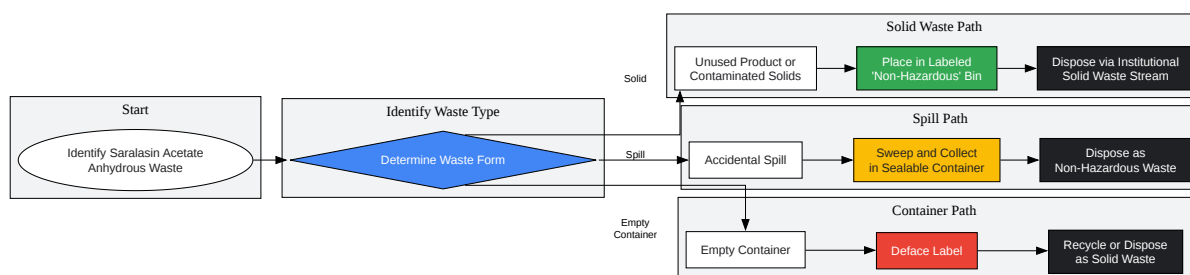 Start
Identify Saralasin Acetate
Anhydrous Waste
Identify Waste Type
Determine Waste Form
Solid
Solid Waste Path
Unused Product or
Contaminated Solids
Place in Labeled
'Non-Hazardous' Bin
Dispose via Institutional
Solid Waste Stream
Spill
Spill Path
Accidental Spill
Sweep and Collect
in Sealable Container
Dispose as
Non-Hazardous Waste
Empty
Container
Container Path
Empty Container
Deface Label
Recycle or Dispose
as Solid Waste